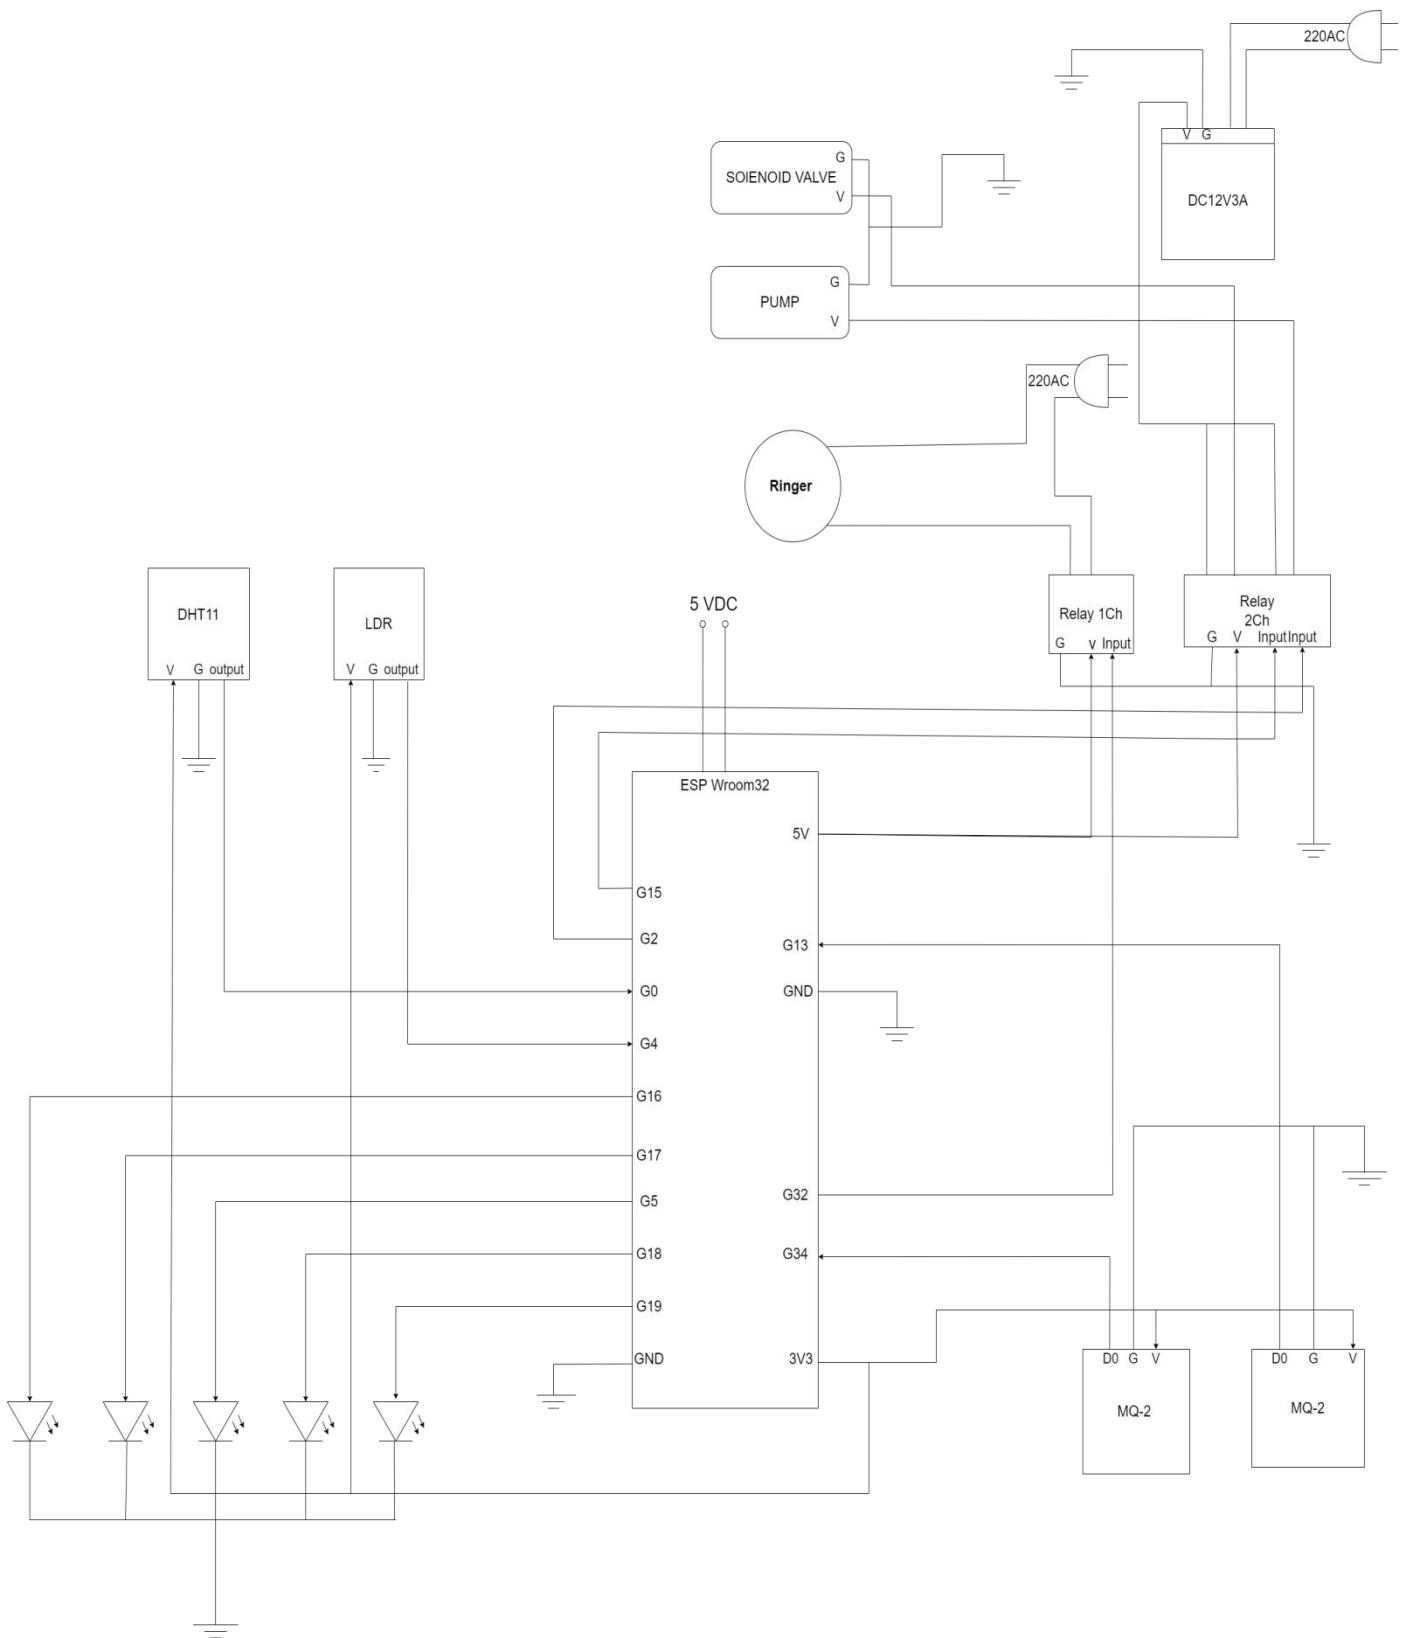 220AC
V G
DC12V3A
G
SOIENOID VALVE
V
G
PUMP
V
220AC
Ringer
DHT11
V G output
LDR
V G output
5 VDC
Relay 1Ch
G v Input
Relay
2Ch
G V Input Input
ESP Wroom32
5V
G15
G2
G13
G0
GND
G4
G16
G17
G5
G32
G18
G34
G19
GND
3V3
D0 G V
MQ-2
D0 G V
MQ-2